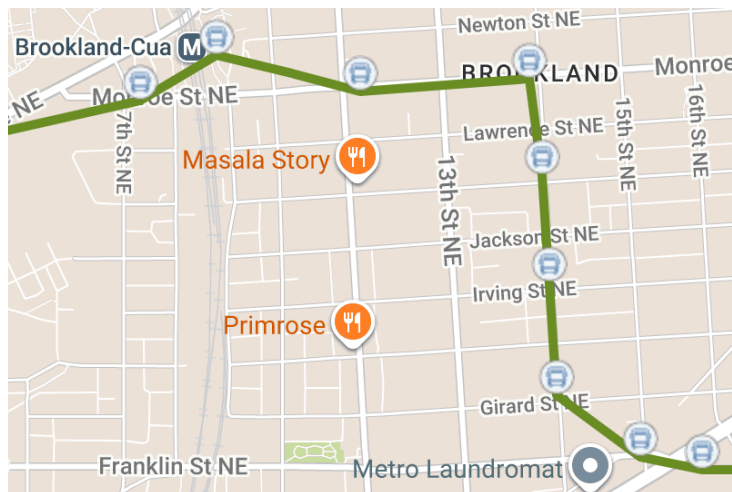 Newton St NE
Brookland-Cua M
BROOKLAND
Monroe
NE
Monroe St NE
7th St NE
15th St NE
16th St NE
Lawrence St NE
Masala Story
13th St NE
Jackson St NE
Irving St NE
Primrose
Girard St NE
Franklin St NE
Metro Laundromat